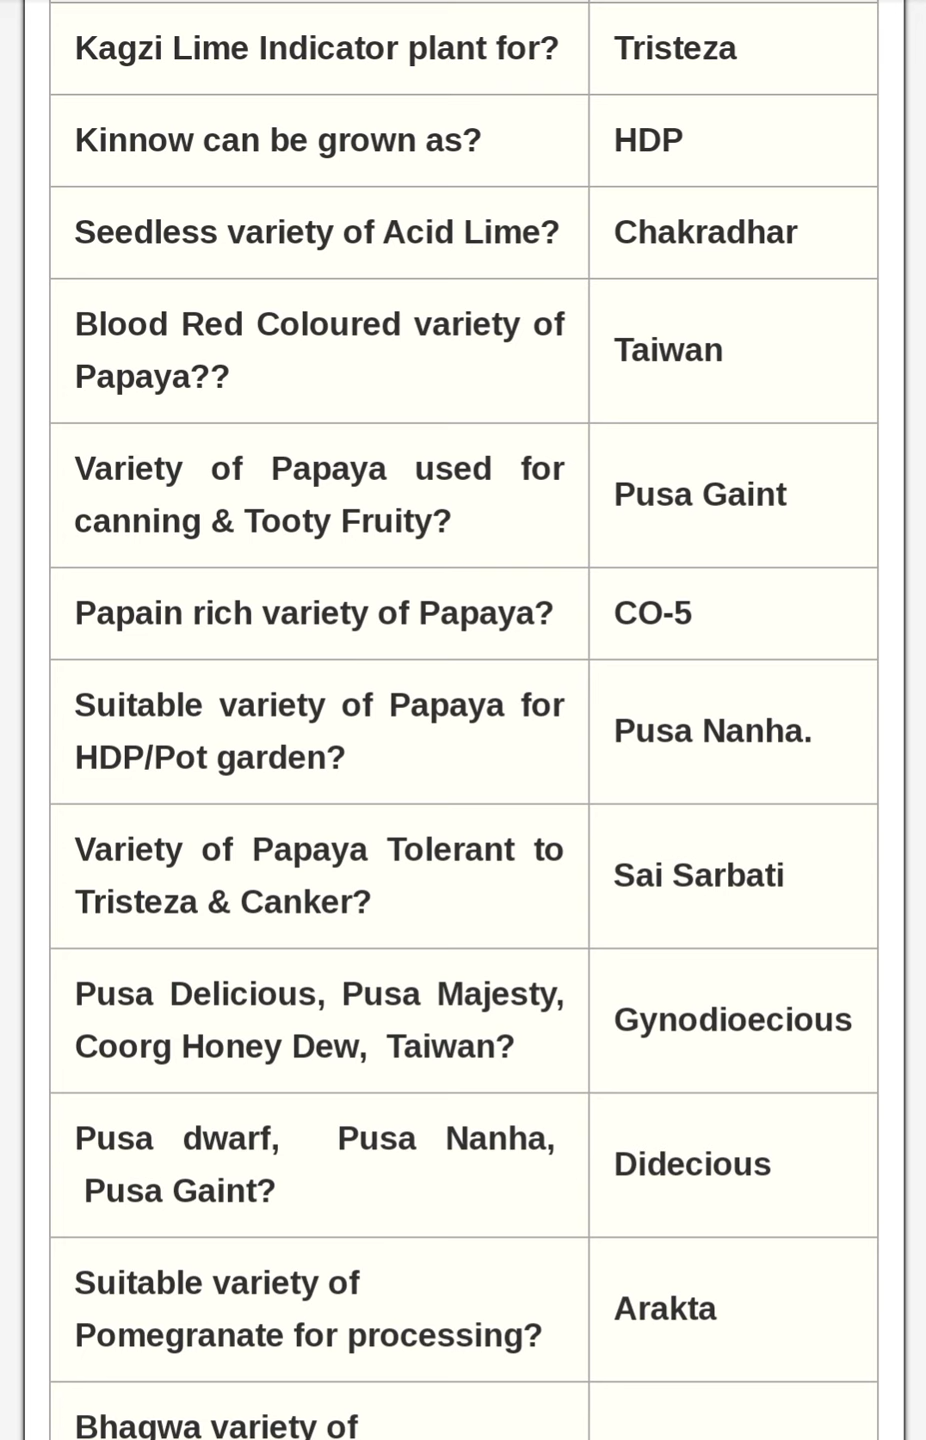 Kagzi Lime Indicator plant for?
Tristeza
Kinnow can be grown as?
HDP
Seedless variety of Acid Lime?
Chakradhar
Blood Red Coloured variety of
Papaya??
Taiwan
Variety of Papaya used for
canning & Tooty Fruity?
Pusa Gaint
Papain rich variety of Papaya?
CO-5
Suitable variety of Papaya for
HDP/Pot garden?
Pusa Nanha.
Variety of Papaya Tolerant to
Tristeza & Canker?
Sai Sarbati
Pusa Delicious, Pusa Majesty,
Coorg Honey Dew, Taiwan?
Gynodioecious
Pusa dwarf, Pusa Nanha,
Pusa Gaint?
Didecious
Suitable variety of
Pomegranate for processing?
Arakta
Bhagwa variety of